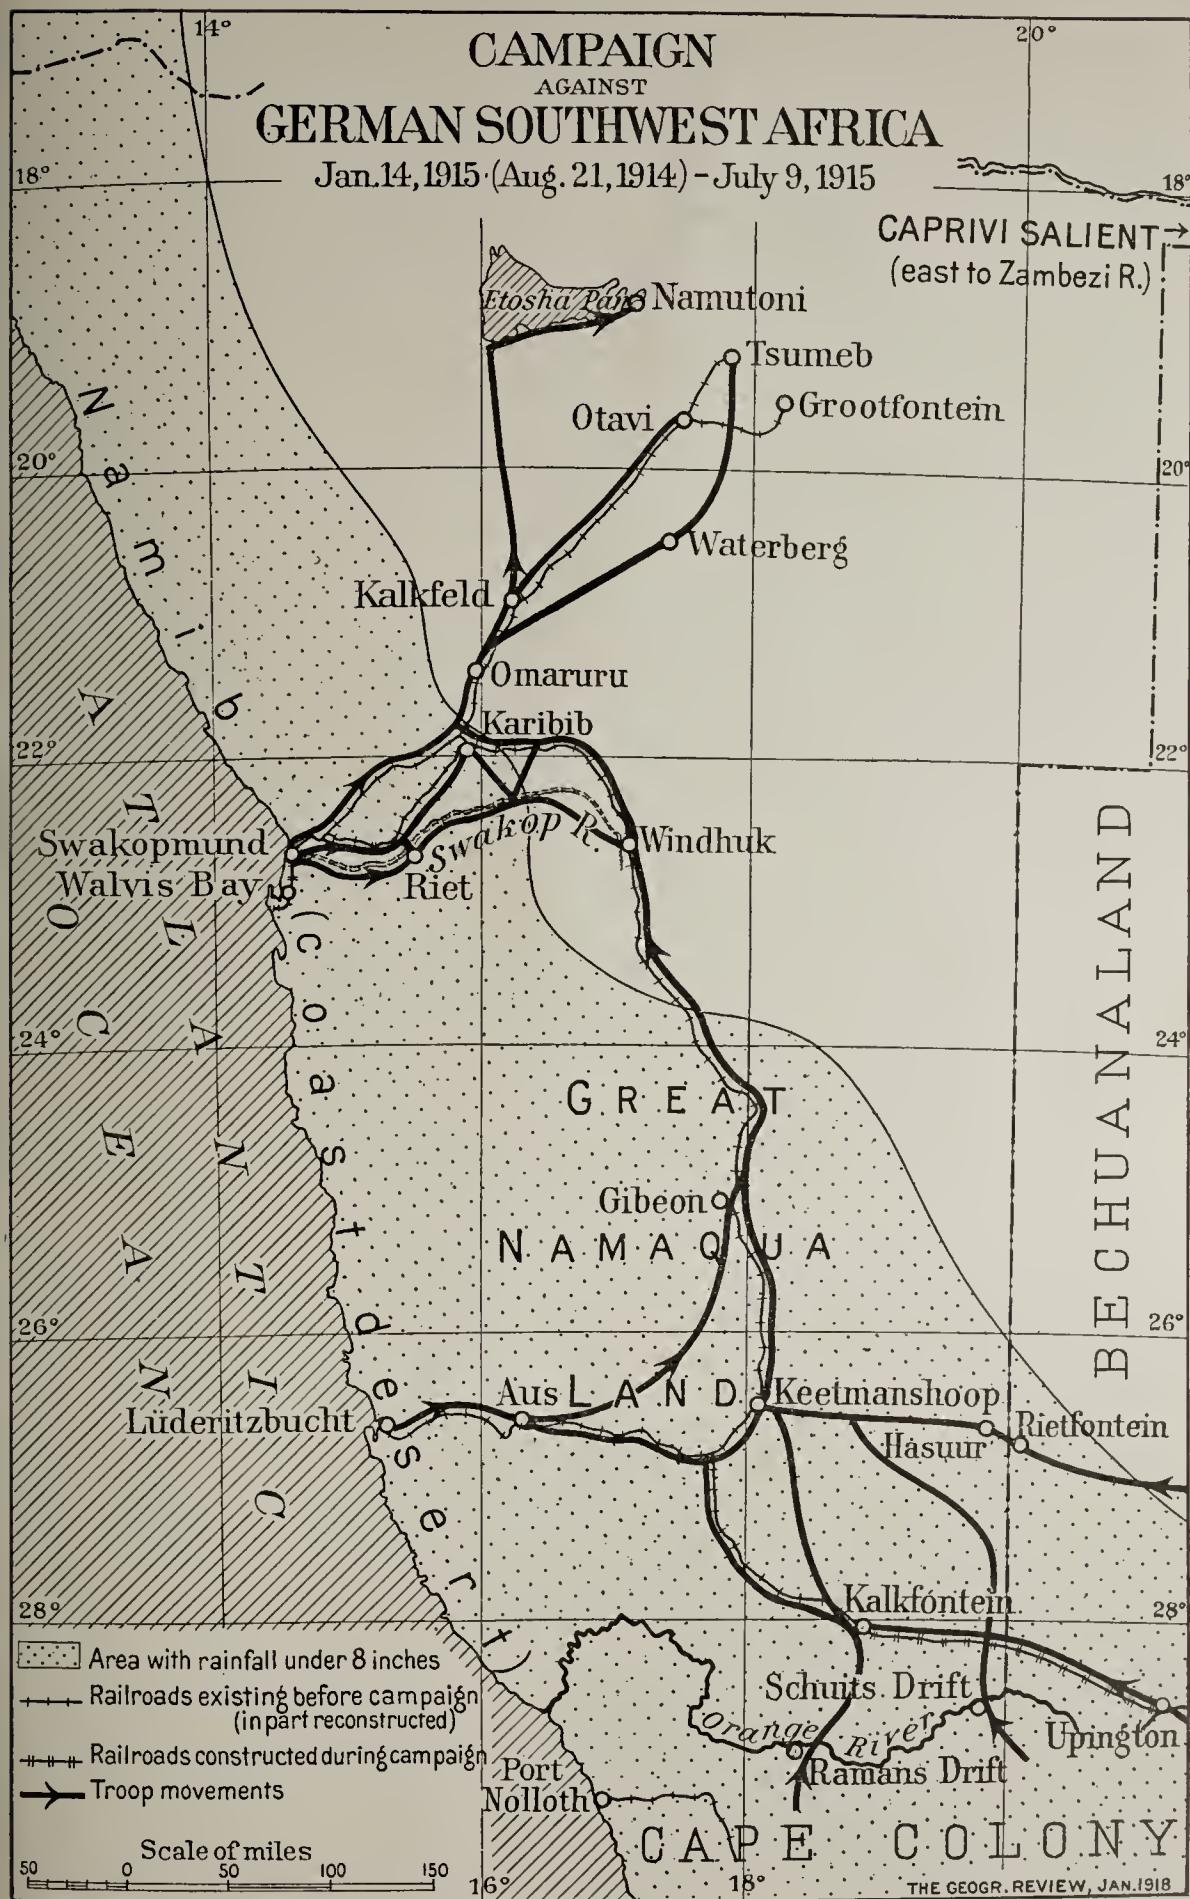 14°
20°
CAMPAIGN
AGAINST
GERMAN SOUTHWEST AFRICA
Jan.14,1915·(Aug. 21,1914) – July 9, 1915
18°
18°
CAPRIVI SALIENT→
(east to Zambezi R.)
Etosha Pans
Namutoni
Tsumeb
Otavi
Grootfontein
20°
20°
Waterberg
Kalkfeld
Omaruru
Karibib
22°
22°
Namib
(coast desert)
ATLANTIC
OCEAN
Swakopmund
Walvis Bay
Riet
Swakop R.
Windhuk
BECHUANALAND
24°
24°
GREAT
Gibeon
NAMAQUA
26°
26°
Aus
LAND
Keetmanshoop
Lüderitzbucht
Hasuur
Rietfontein
Kalkfontein
28°
28°
Schuits Drift
Orange River
Upington
Ramans Drift
Port
Nolloth
CAPE COLONY
Area with rainfall under 8 inches
Railroads existing before campaign
(in part reconstructed)
Railroads constructed during campaign
Troop movements
Scale of miles
50 0 50 100 150
16°
18°
THE GEOGR. REVIEW, JAN. 1918